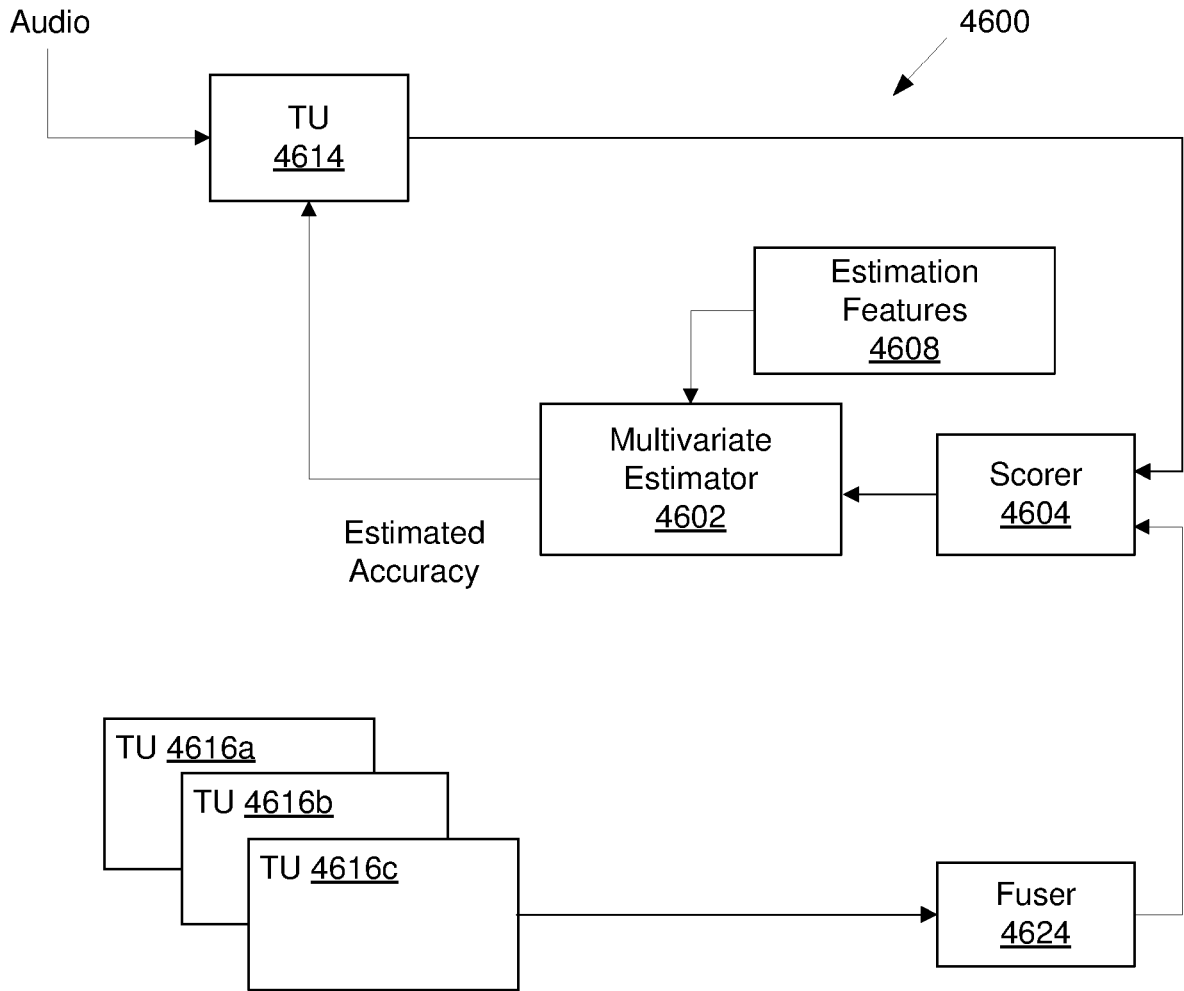 Audio
4600
TU
4614
Estimation
Features
4608
Multivariate
Estimator
4602
Scorer
4604
Estimated
Accuracy
TU 4616a
TU 4616b
TU 4616c
Fuser
4624